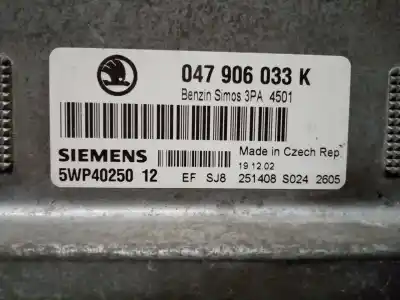 047 906 033 K
Benzin Simos 3PA 4501
SIEMENS Made in Czech Rep
19.12.02
5WP40250 12 EF SJ8 251408 S024 2605